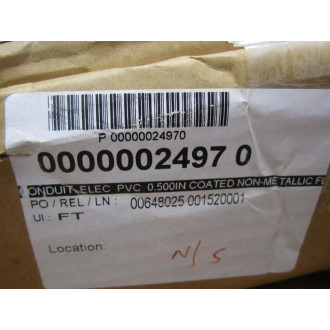 P 00000024970
0000002497 0
ONDUIT ELEC PVC 0.500IN COATED NON-METALLIC FL
PO / REL / LN : 00648025 001520001
UI : FT
Location: N/S